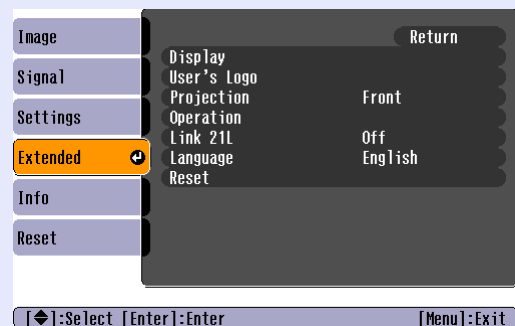 Image
Signal
Settings
Extended
Info
Reset
Return
Display
User's Logo
Projection Front
Operation
Link 21L Off
Language English
Reset
[◆]:Select [Enter]:Enter [Menu]:Exit